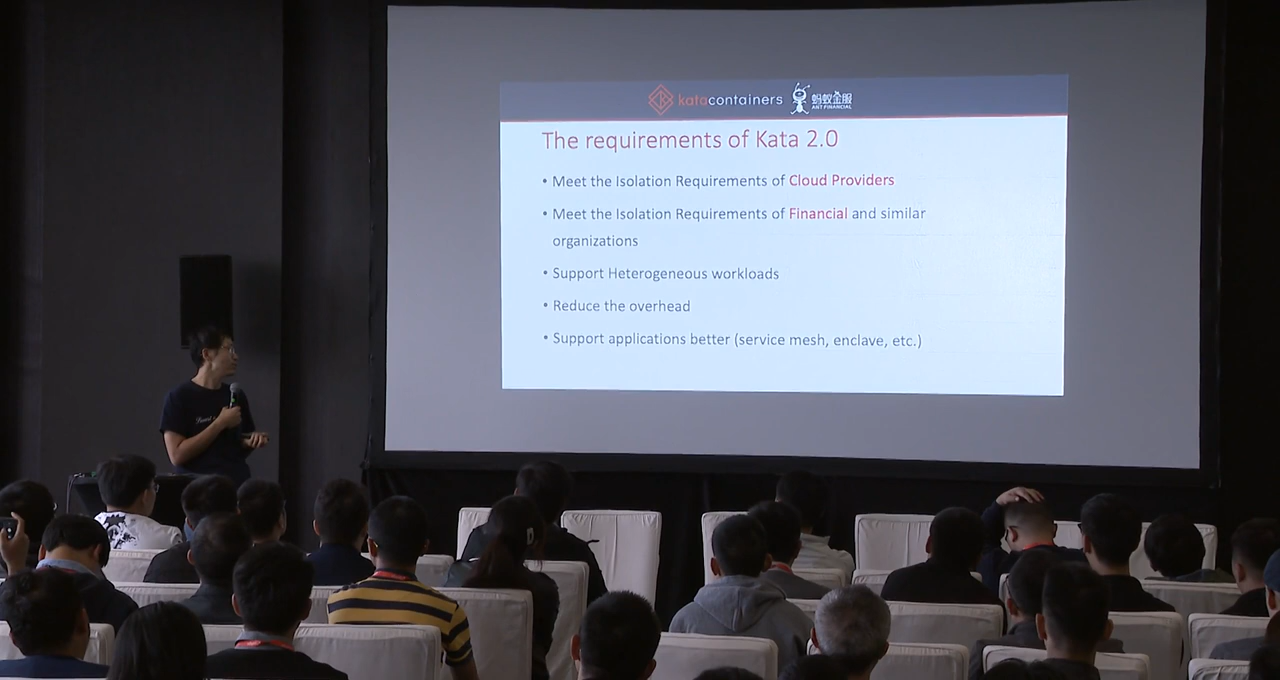 katacontainers 蚂蚁金服
ANT FINANCIAL
The requirements of Kata 2.0
• Meet the Isolation Requirements of Cloud Providers
• Meet the Isolation Requirements of Financial and similar
organizations
• Support Heterogeneous workloads
• Reduce the overhead
• Support applications better (service mesh, enclave, etc.)